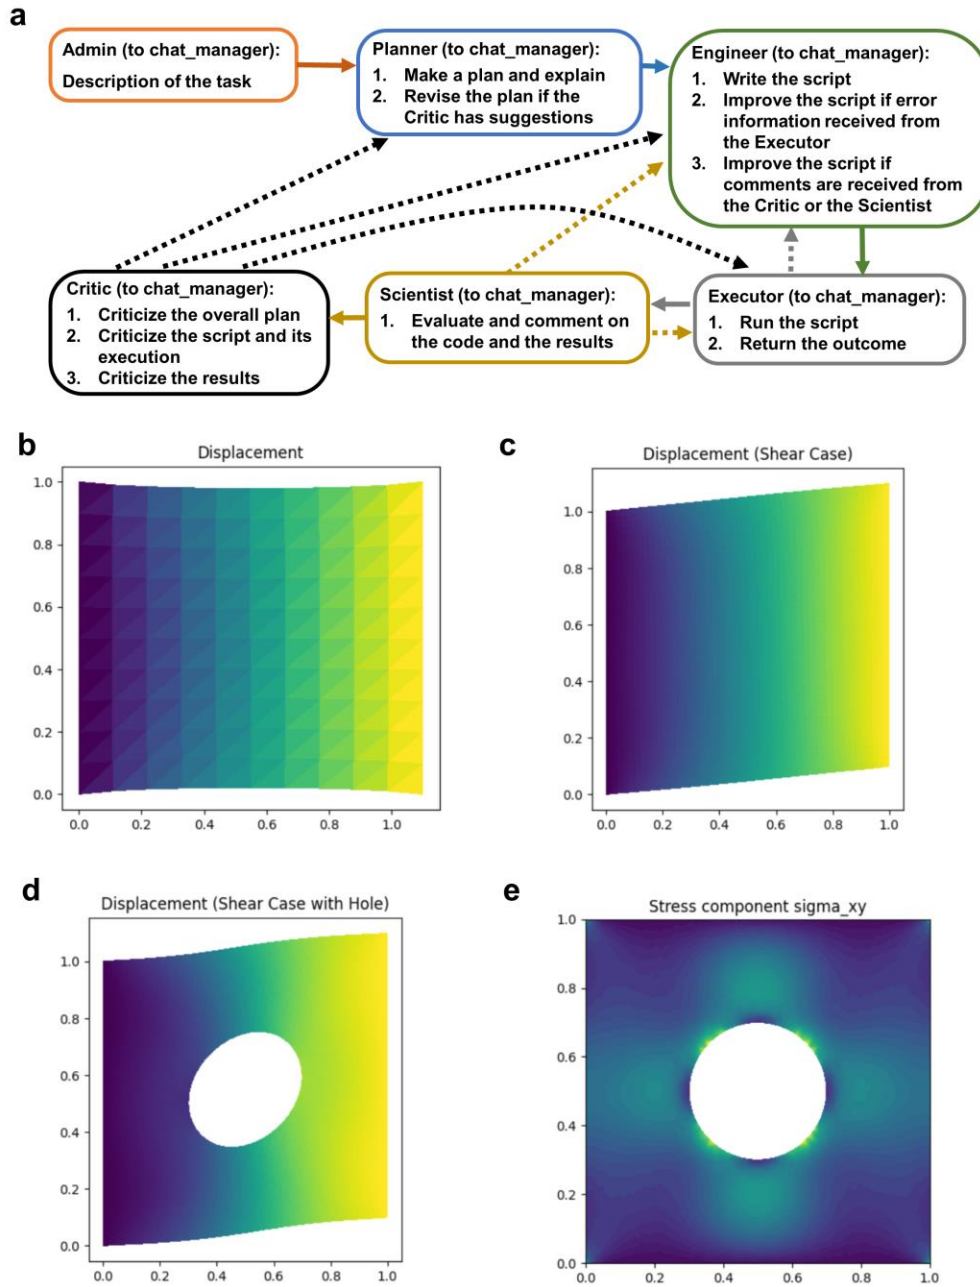 a
Admin (to chat_manager):
Description of the task
Planner (to chat_manager):
1. Make a plan and explain
2. Revise the plan if the
Critic has suggestions
Engineer (to chat_manager):
1. Write the script
2. Improve the script if error
information received from
the Executor
3. Improve the script if
comments are received from
the Critic or the Scientist
Critic (to chat_manager):
1. Criticize the overall plan
2. Criticize the script and its
execution
3. Criticize the results
Scientist (to chat_manager):
1. Evaluate and comment on
the code and the results
Executor (to chat_manager):
1. Run the script
2. Return the outcome
b
Displacement
1.0
0.8
0.6
0.4
0.2
0.0
0.0 0.2 0.4 0.6 0.8 1.0
c
Displacement (Shear Case)
1.0
0.8
0.6
0.4
0.2
0.0
0.0 0.2 0.4 0.6 0.8 1.0
d
Displacement (Shear Case with Hole)
1.0
0.8
0.6
0.4
0.2
0.0
0.0 0.2 0.4 0.6 0.8 1.0
e
Stress component sigma_xy
1.0
0.8
0.6
0.4
0.2
0.0
0.0 0.2 0.4 0.6 0.8 1.0